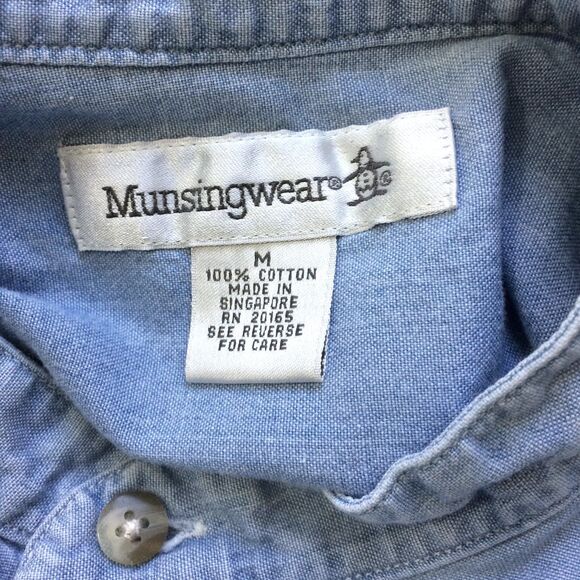 Munsingwear®
M
100% COTTON
MADE IN
SINGAPORE
RN 20165
SEE REVERSE
FOR CARE